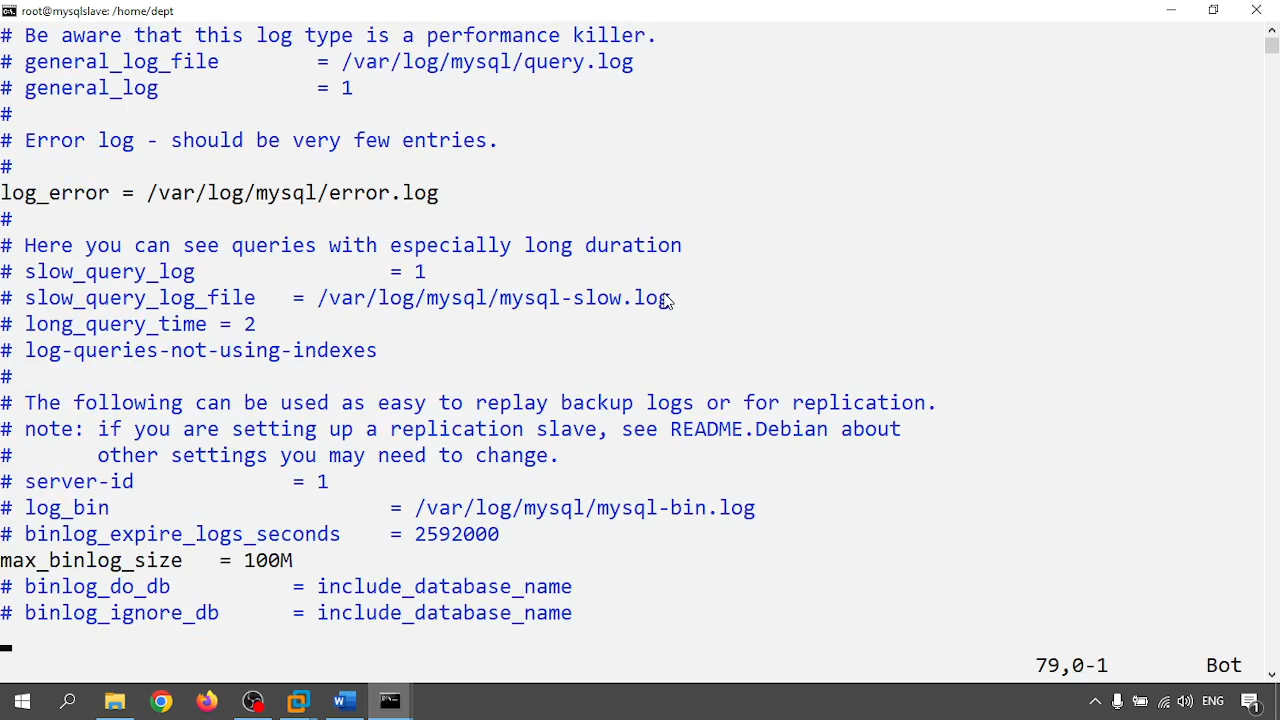 root@mysqlslave: /home/dept
# Be aware that this log type is a performance killer.
# general_log_file        = /var/log/mysql/query.log
# general_log             = 1
#
# Error log - should be very few entries.
#
log_error = /var/log/mysql/error.log
#
# Here you can see queries with especially long duration
# slow_query_log                = 1
# slow_query_log_file   = /var/log/mysql/mysql-slow.log
# long_query_time = 2
# log-queries-not-using-indexes
#
# The following can be used as easy to replay backup logs or for replication.
# note: if you are setting up a replication slave, see README.Debian about
#       other settings you may need to change.
# server-id             = 1
# log_bin                       = /var/log/mysql/mysql-bin.log
# binlog_expire_logs_seconds    = 2592000
max_binlog_size   = 100M
# binlog_do_db          = include_database_name
# binlog_ignore_db      = include_database_name
79,0-1        Bot
ENG